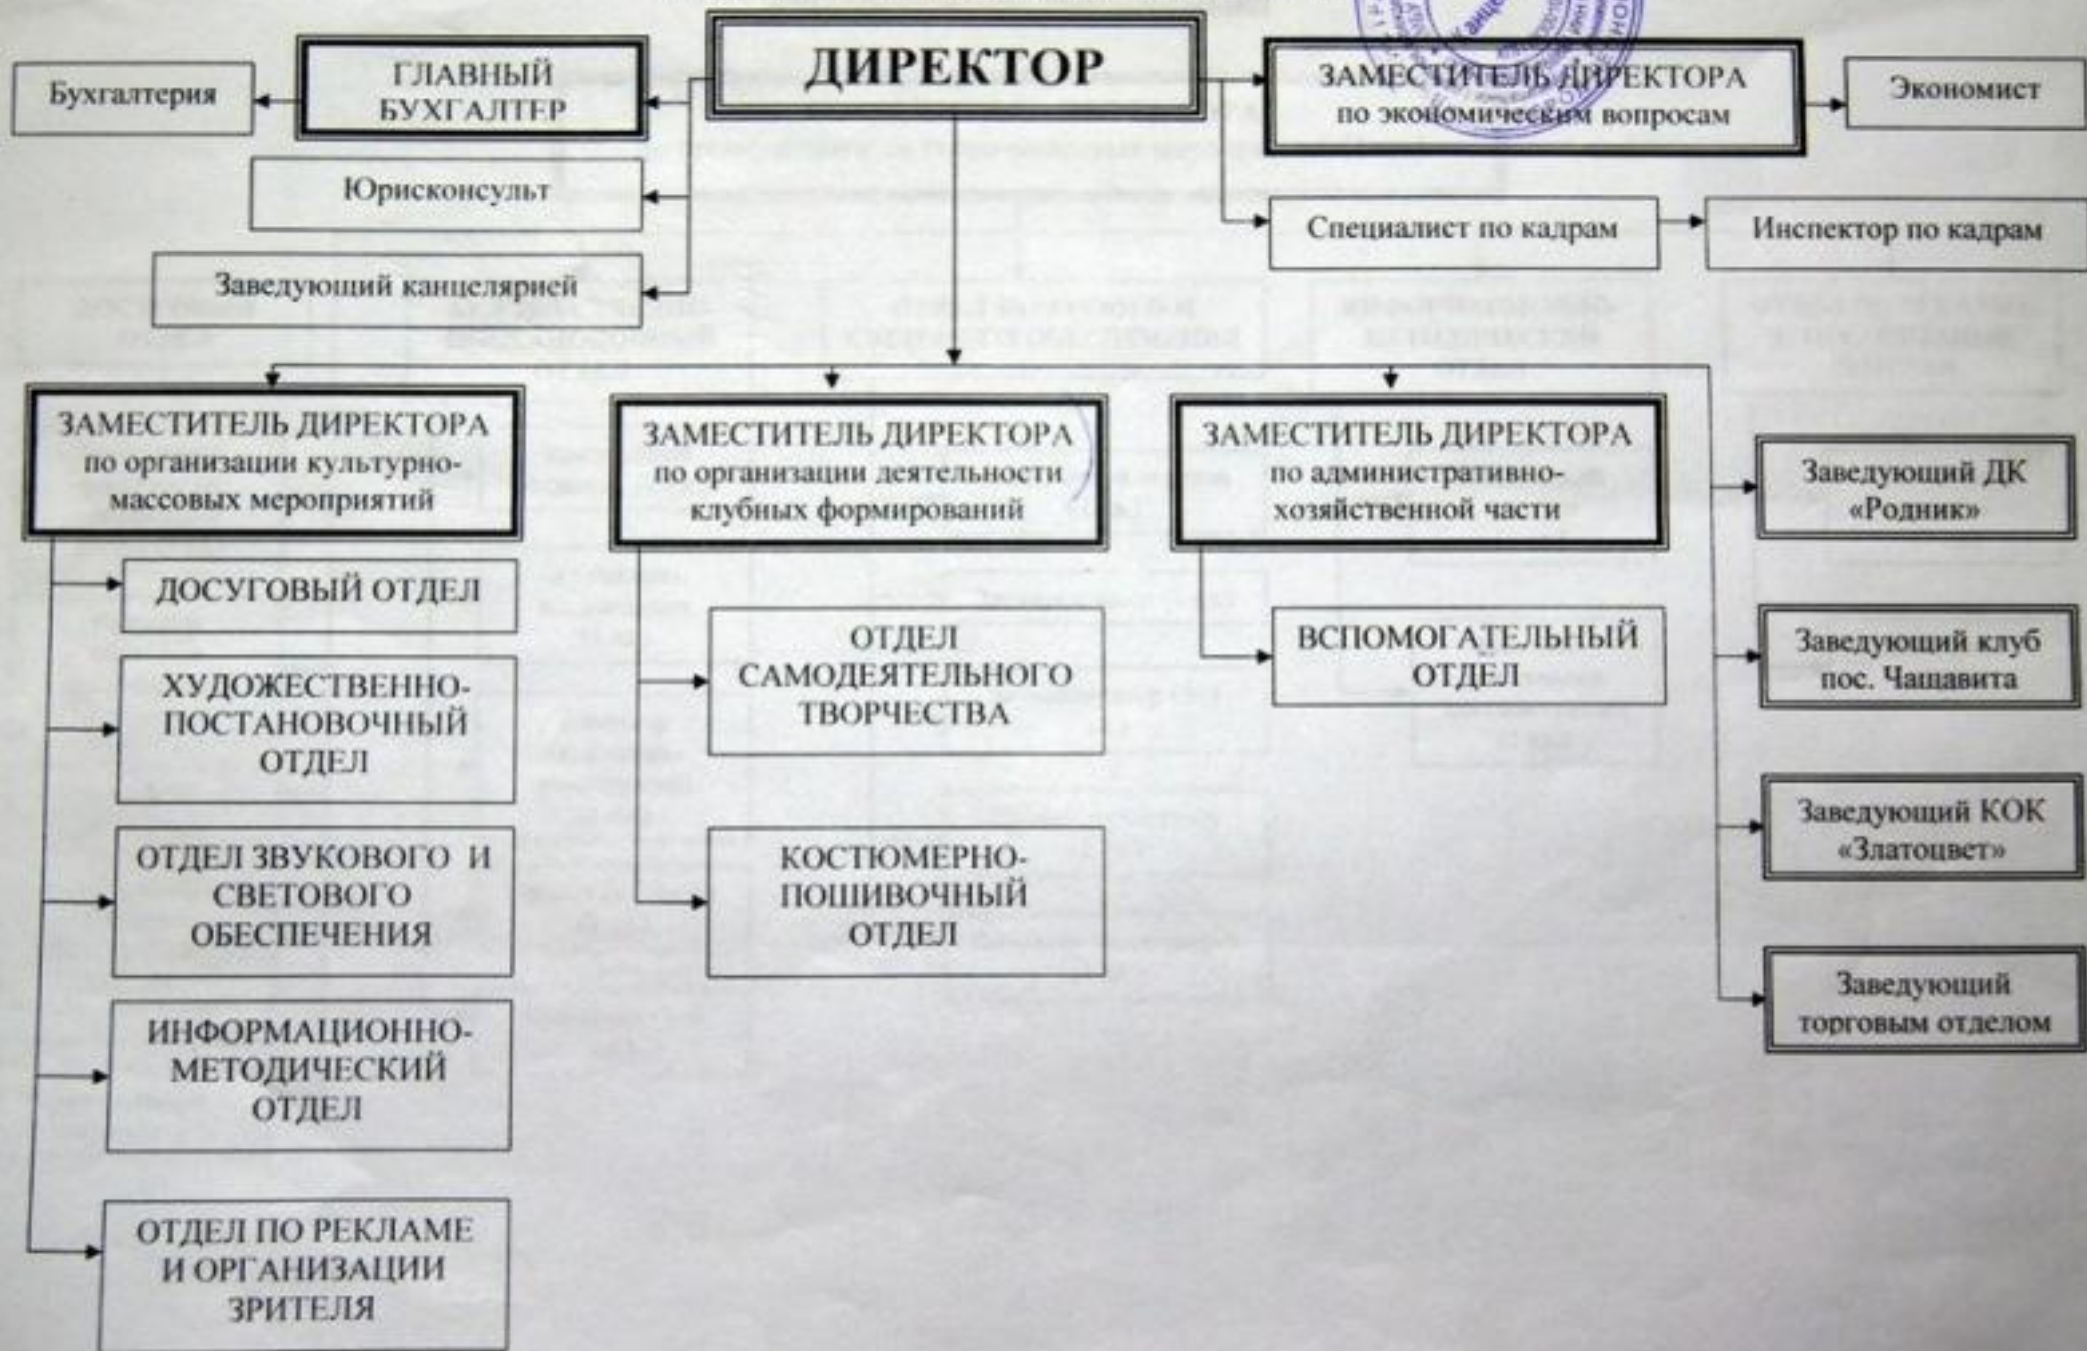 ДИРЕКТОР
Бухгалтерия
ГЛАВНЫЙ
БУХГАЛТЕР
ЗАМЕСТИТЕЛЬ ДИРЕКТОРА
по экономическим вопросам
Экономист
Юрисконсульт
Специалист по кадрам
Инспектор по кадрам
Заведующий канцелярией
ЗАМЕСТИТЕЛЬ ДИРЕКТОРА
по организации культурно-
массовых мероприятий
ДОСУГОВЫЙ ОТДЕЛ
ХУДОЖЕСТВЕННО-
ПОСТАНОВОЧНЫЙ
ОТДЕЛ
ОТДЕЛ ЗВУКОВОГО И
СВЕТОВОГО
ОБЕСПЕЧЕНИЯ
ИНФОРМАЦИОННО-
МЕТОДИЧЕСКИЙ
ОТДЕЛ
ОТДЕЛ ПО РЕКЛАМЕ
И ОРГАНИЗАЦИИ
ЗРИТЕЛЯ
ЗАМЕСТИТЕЛЬ ДИРЕКТОРА
по организации деятельности
клубных формирований
ОТДЕЛ
САМОДЕЯТЕЛЬНОГО
ТВОРЧЕСТВА
КОСТЮМЕРНО-
ПОШИВОЧНЫЙ
ОТДЕЛ
ЗАМЕСТИТЕЛЬ ДИРЕКТОРА
по административно-
хозяйственной части
ВСПОМОГАТЕЛЬНЫЙ
ОТДЕЛ
Заведующий ДК
«Родник»
Заведующий клуб
пос. Чащавита
Заведующий КОК
«Златоцвет»
Заведующий
торговым отделом